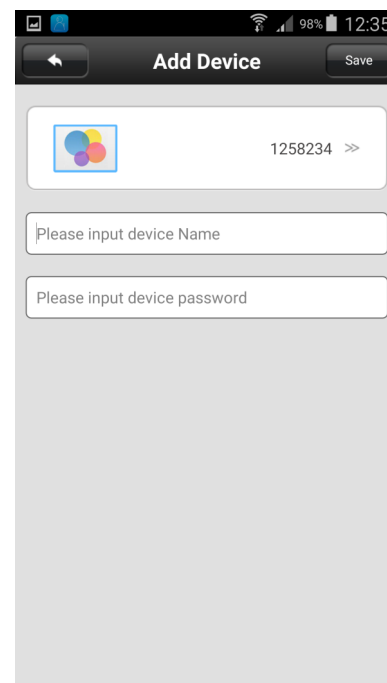 98% 12:35
Add Device Save
1258234 >>
Please input device Name
Please input device password